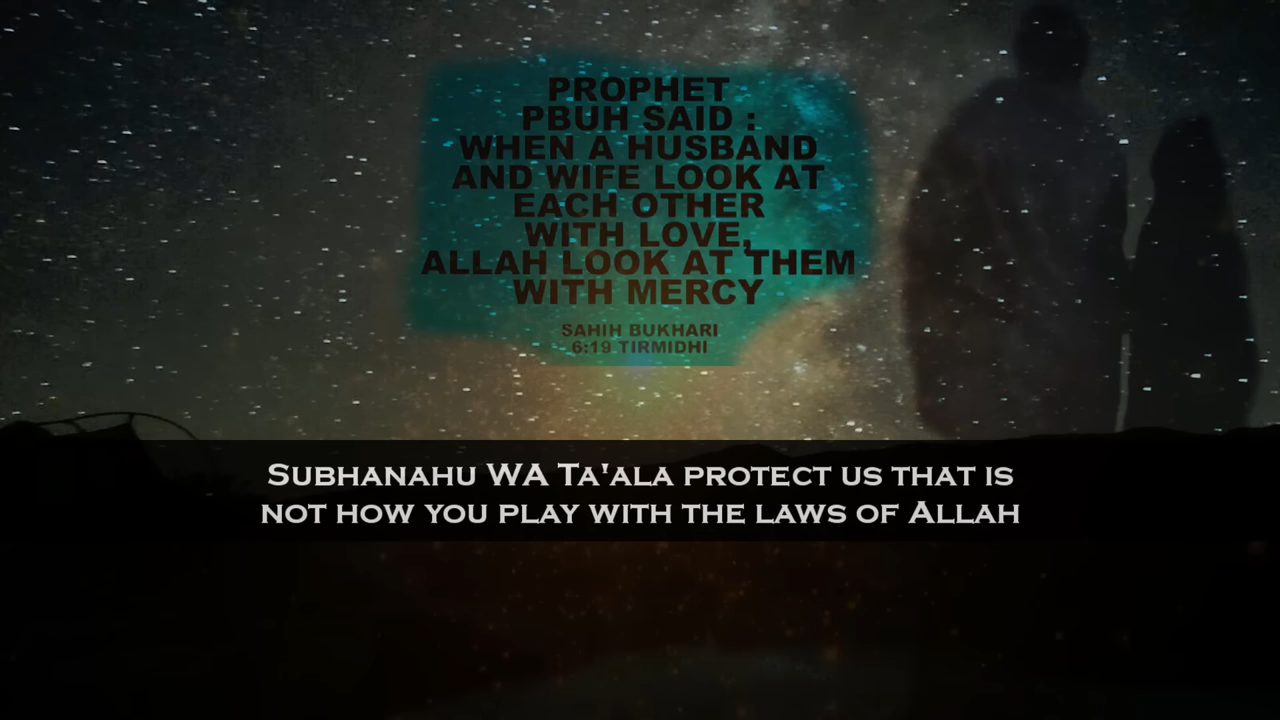 PROPHET
PBUH SAID :
WHEN A HUSBAND
AND WIFE LOOK AT
EACH OTHER
WITH LOVE,
ALLAH LOOK AT THEM
WITH MERCY
SAHIH BUKHARI
6:19 TIRMIDHI
SUBHANAHU WA TA'ALA PROTECT US THAT IS
NOT HOW YOU PLAY WITH THE LAWS OF ALLAH